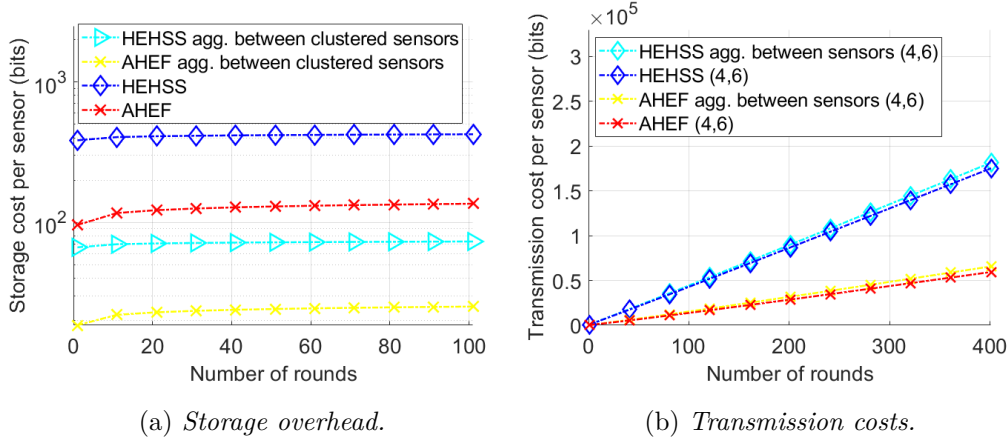 Storage cost per sensor (bits)
10^3
10^2
HEHSS agg. between clustered sensors
AHEF agg. between clustered sensors
HEHSS
AHEF
0 20 40 60 80 100
Number of rounds
(a) Storage overhead.
×10^5
Transmission cost per sensor (bits)
3
2.5
2
1.5
1
0.5
0
HEHSS agg. between sensors (4,6)
HEHSS (4,6)
AHEF agg. between sensors (4,6)
AHEF (4,6)
0 100 200 300 400
Number of rounds
(b) Transmission costs.